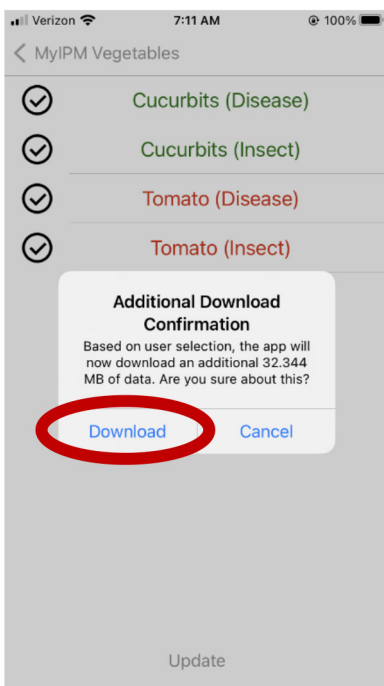 Verizon 7:11 AM 100%
MyIPM Vegetables
Cucurbits (Disease)
Cucurbits (Insect)
Tomato (Disease)
Tomato (Insect)
Additional Download
Confirmation
Based on user selection, the app will
now download an additional 32.344
MB of data. Are you sure about this?
Download Cancel
Update